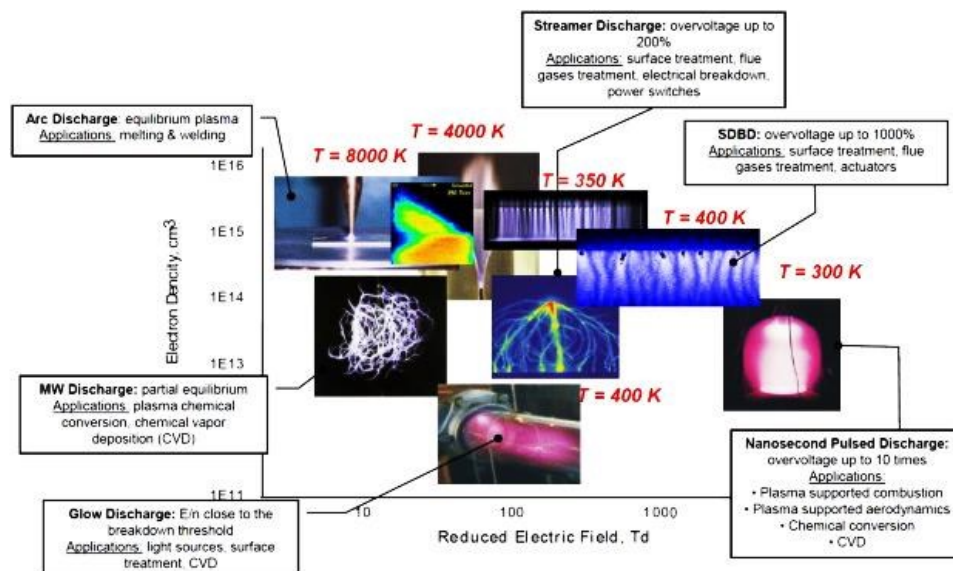 Streamer Discharge: overvoltage up to
200%
Applications: surface treatment, flue
gases treatment, electrical breakdown,
power switches
Arc Discharge: equilibrium plasma
Applications: melting & welding
SDBD: overvoltage up to 1000%
Applications: surface treatment, flue
gases treatment, actuators
T = 8000 K
T = 4000 K
T = 350 K
T = 400 K
T = 300 K
T = 400 K
Electron Dencity, cm³
1E16
1E15
1E14
1E13
1E11
MW Discharge: partial equilibrium
Applications: plasma chemical
conversion, chemical vapor
deposition (CVD)
Glow Discharge: E/n close to the
breakdown threshold
Applications: light sources, surface
treatment, CVD
10
100
1000
Reduced Electric Field, Td
Nanosecond Pulsed Discharge:
overvoltage up to 10 times
Applications:
• Plasma supported combustion
• Plasma supported aerodynamics
• Chemical conversion
• CVD